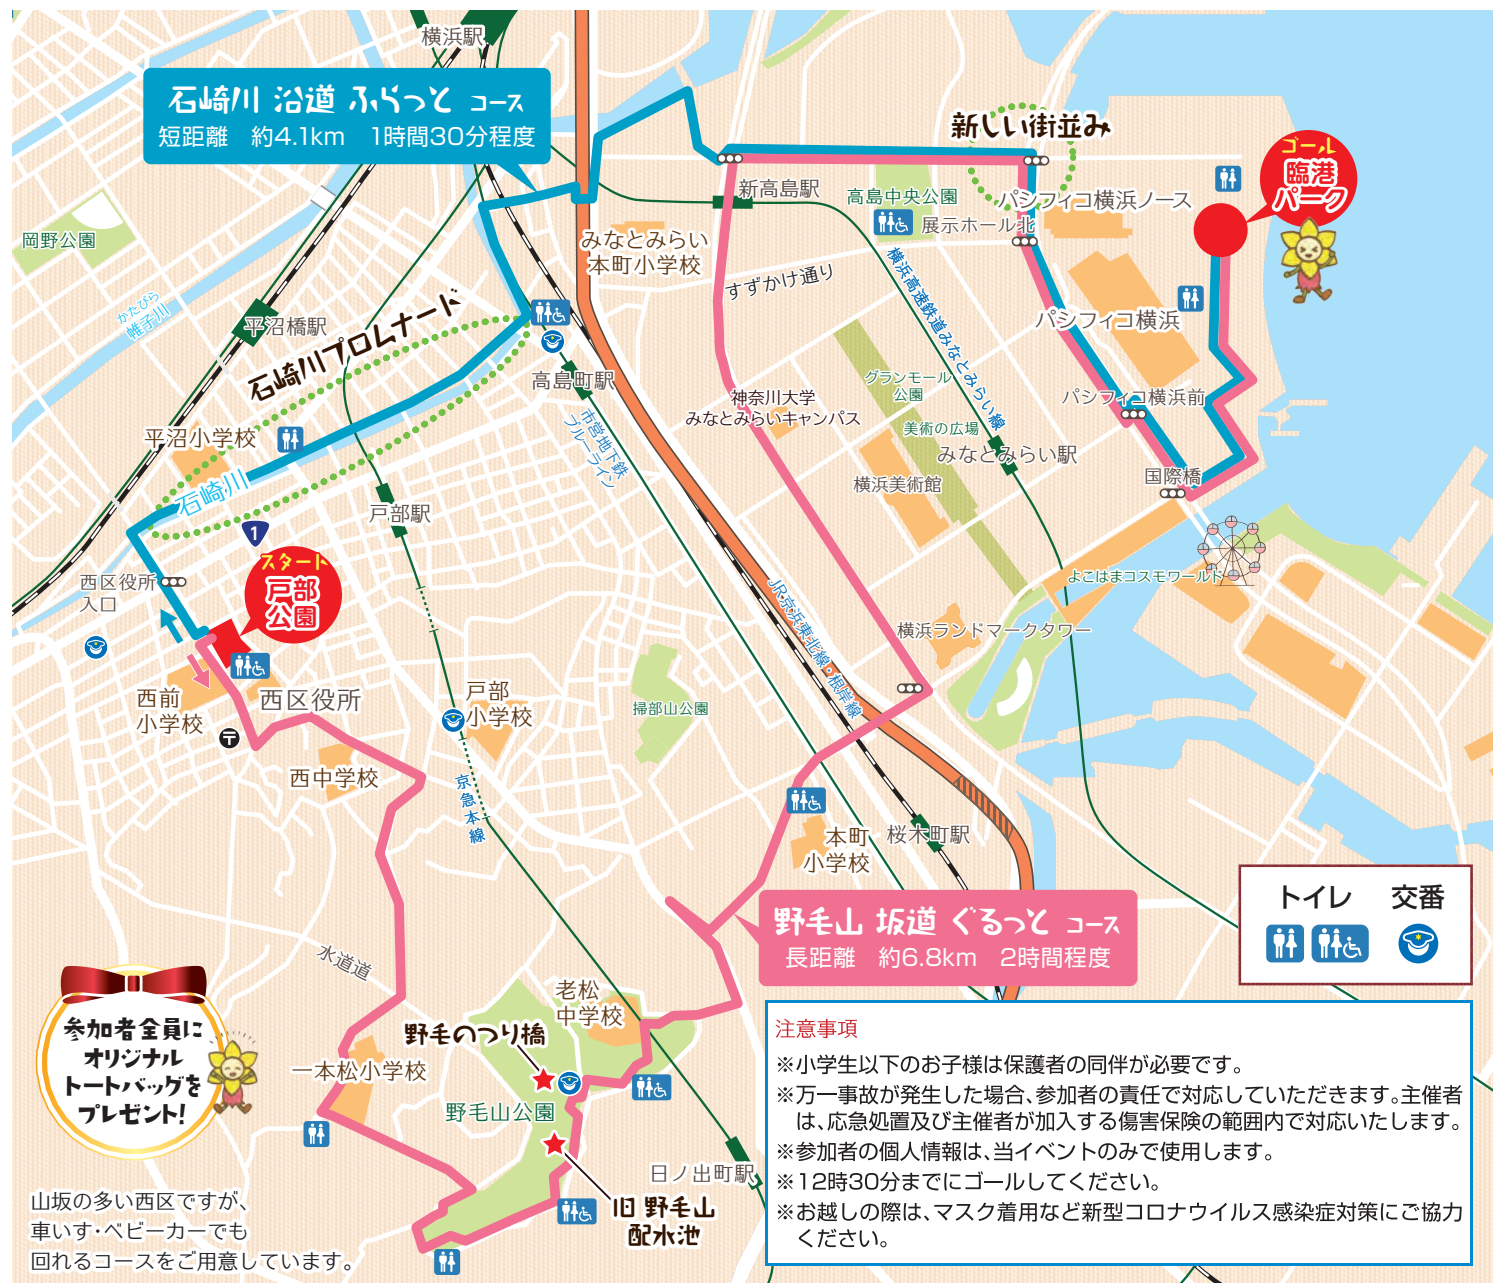 横浜駅
石崎川 沿道 ふらっと コース
短距離 約4.1km 1時間30分程度
新しい街並み
ゴール
臨港
パーク
新高島駅
高島中央公園
パシフィコ横浜ノース
展示ホール北
岡野公園
みなとみらい
本町小学校
すずかけ通り
横浜高速鉄道みなとみらい線
かたびら
帷子川
平沼橋駅
石崎川プロムナード
パシフィコ横浜
高島町駅
グランモール
公園
神奈川大学
みなとみらいキャンパス
パシフィコ横浜前
市営地下鉄
ブルーライン
美術の広場
みなとみらい駅
平沼小学校
横浜美術館
国際橋
石崎川
戸部駅
1
スタート
戸部
公園
西区役所
入口
よこはまコスモワールド
JR京浜東北線・根岸線
横浜ランドマークタワー
西前
小学校
西区役所
戸部
小学校
掃部山公園
〒
西中学校
京急本線
本町
小学校
桜木町駅
トイレ 交番
野毛山 坂道 ぐるっと コース
長距離 約6.8km 2時間程度
水道道
老松
中学校
野毛のつり橋
参加者全員に
オリジナル
トートバッグを
プレゼント!
一本松小学校
野毛山公園
日ノ出町駅
旧 野毛山
配水池
山坂の多い西区ですが、
車いす・ベビーカーでも
回れるコースをご用意しています。
注意事項
※小学生以下のお子様は保護者の同伴が必要です。
※万一事故が発生した場合、参加者の責任で対応していただきます。主催者
は、応急処置及び主催者が加入する傷害保険の範囲内で対応いたします。
※参加者の個人情報は、当イベントのみで使用します。
※12時30分までにゴールしてください。
※お越しの際は、マスク着用など新型コロナウイルス感染症対策にご協力
ください。